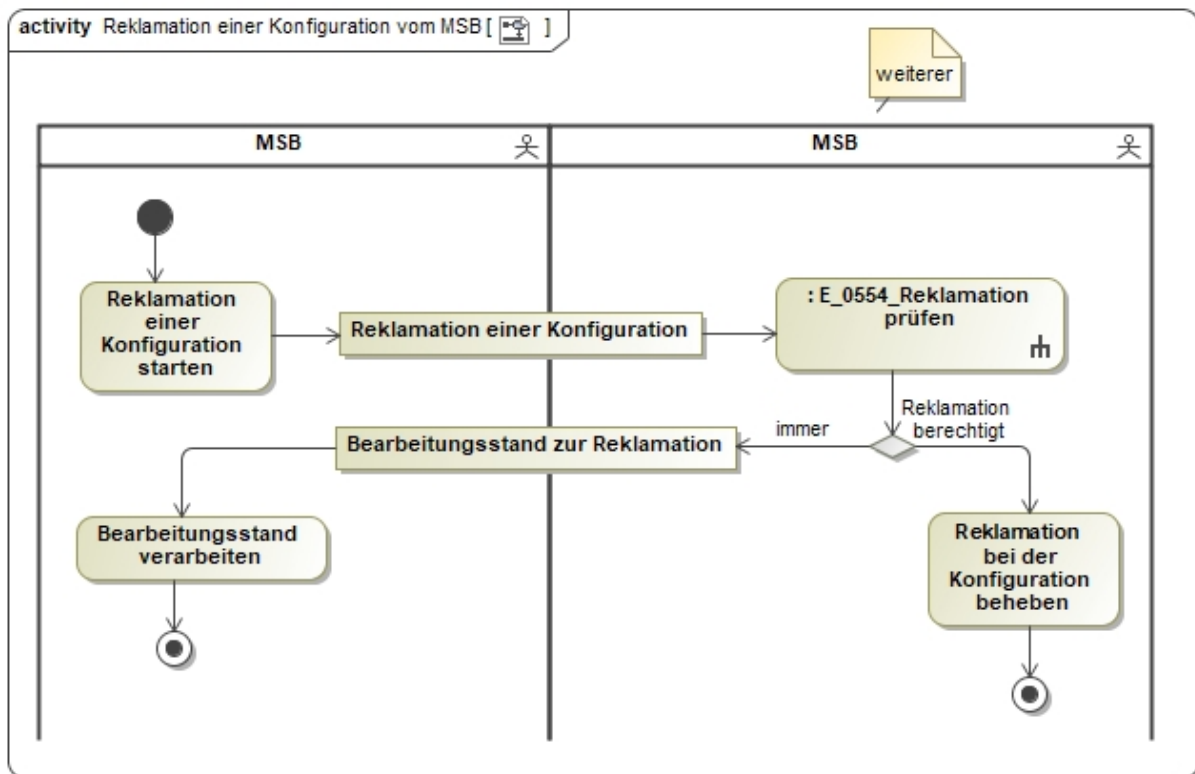 activity Reklamation einer Konfiguration vom MSB [ ]
weiterer
MSB
MSB
Reklamation
einer
Konfiguration
starten
Reklamation einer Konfiguration
: E_0554_Reklamation
prüfen
Reklamation
berechtigt
immer
Bearbeitungsstand zur Reklamation
Bearbeitungsstand
verarbeiten
Reklamation
bei der
Konfiguration
beheben